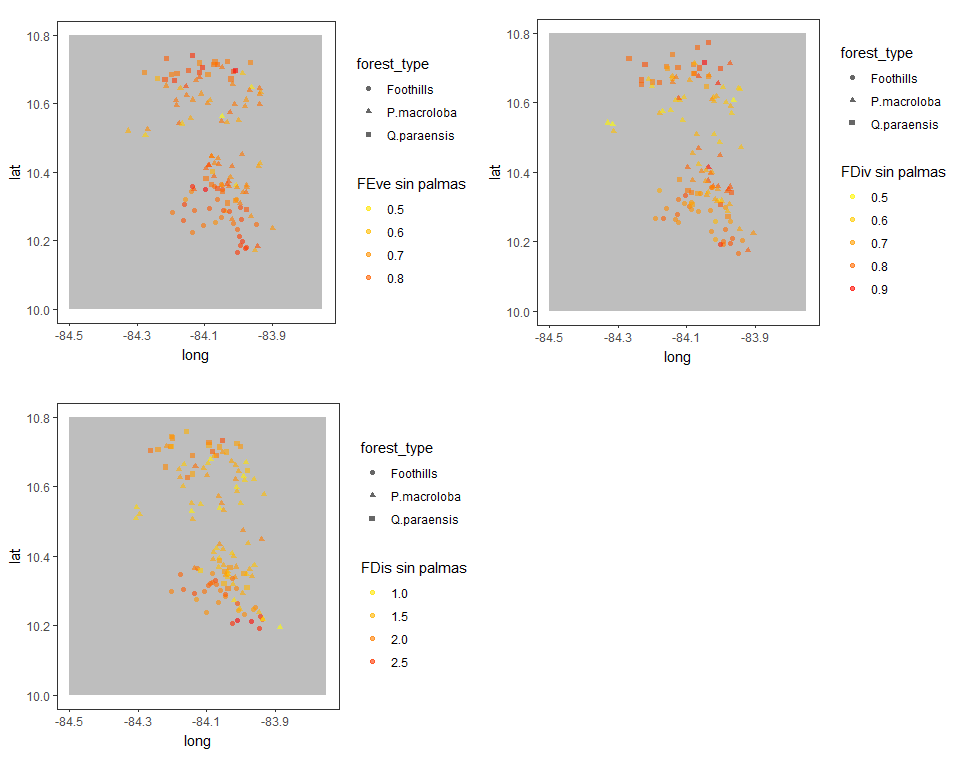 10.8
10.6
10.4
10.2
10.0
lat
-84.5
-84.3
-84.1
-83.9
long
forest_type
Foothills
P.macroloba
Q.paraensis
FEve sin palmas
0.5
0.6
0.7
0.8
10.8
10.6
10.4
10.2
10.0
lat
-84.5
-84.3
-84.1
-83.9
long
forest_type
Foothills
P.macroloba
Q.paraensis
FDiv sin palmas
0.5
0.6
0.7
0.8
0.9
10.8
10.6
10.4
10.2
10.0
lat
-84.5
-84.3
-84.1
-83.9
long
forest_type
Foothills
P.macroloba
Q.paraensis
FDis sin palmas
1.0
1.5
2.0
2.5